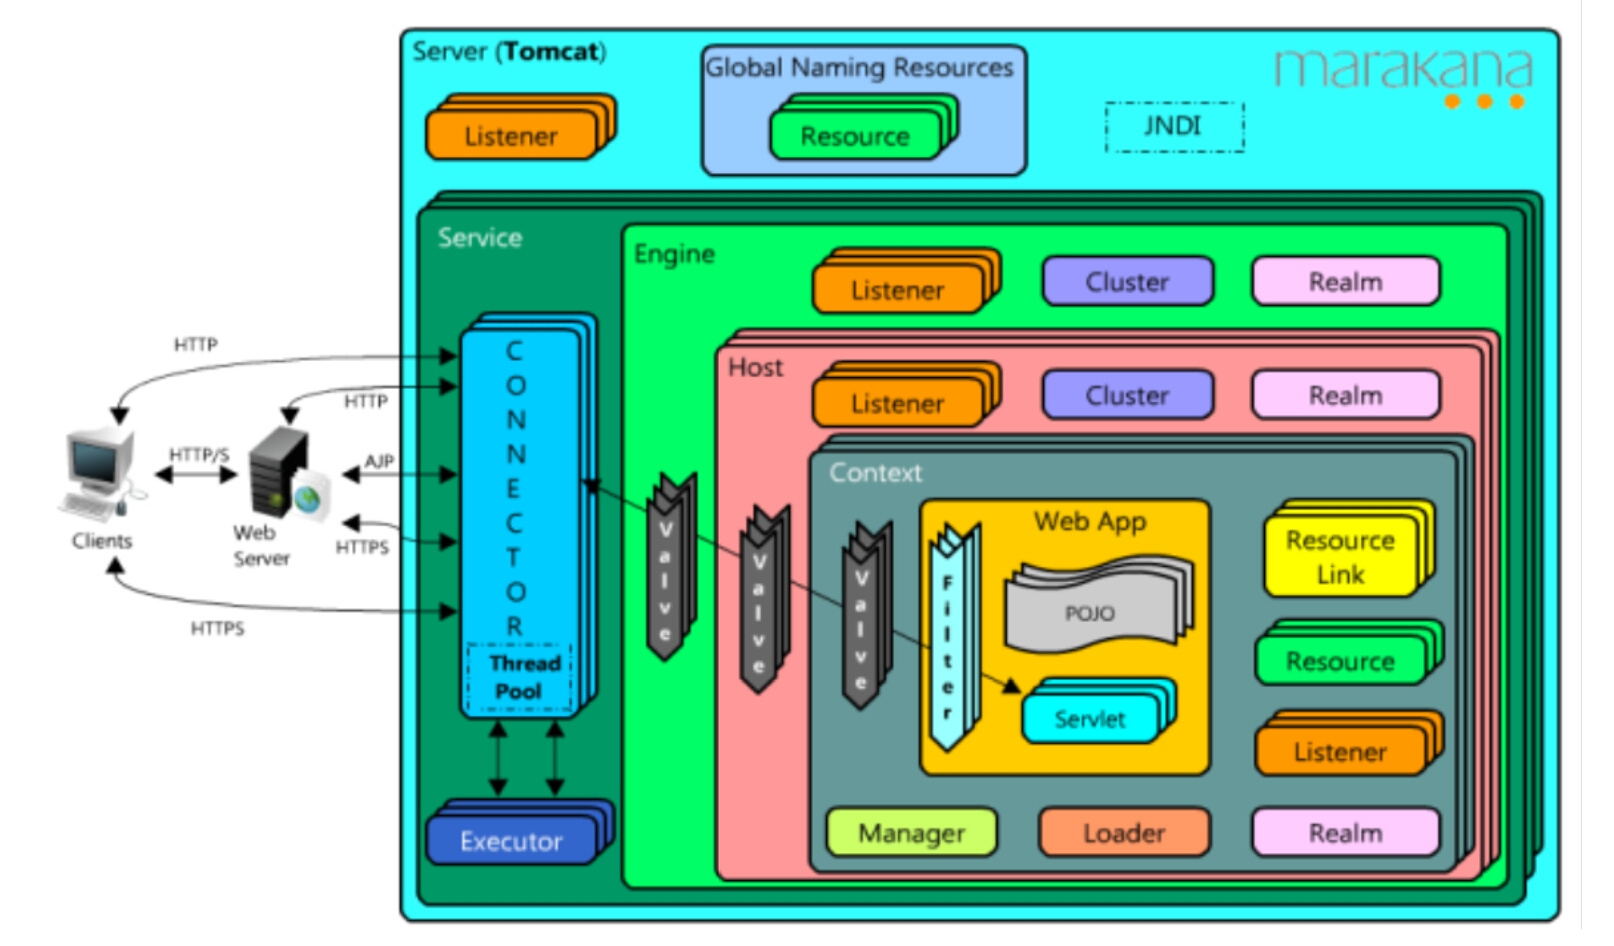 Server (Tomcat)
Global Naming Resources
marakana
Listener
Resource
JNDI
Service
Engine
Listener
Cluster
Realm
Host
Listener
Cluster
Realm
Context
HTTP
HTTP
HTTP/S
AJP
HTTPS
HTTPS
Clients
Web
Server
CONNECTOR
Thread
Pool
Executor
Valve
Valve
Valve
Filter
Web App
POJO
Servlet
Resource
Link
Resource
Listener
Manager
Loader
Realm